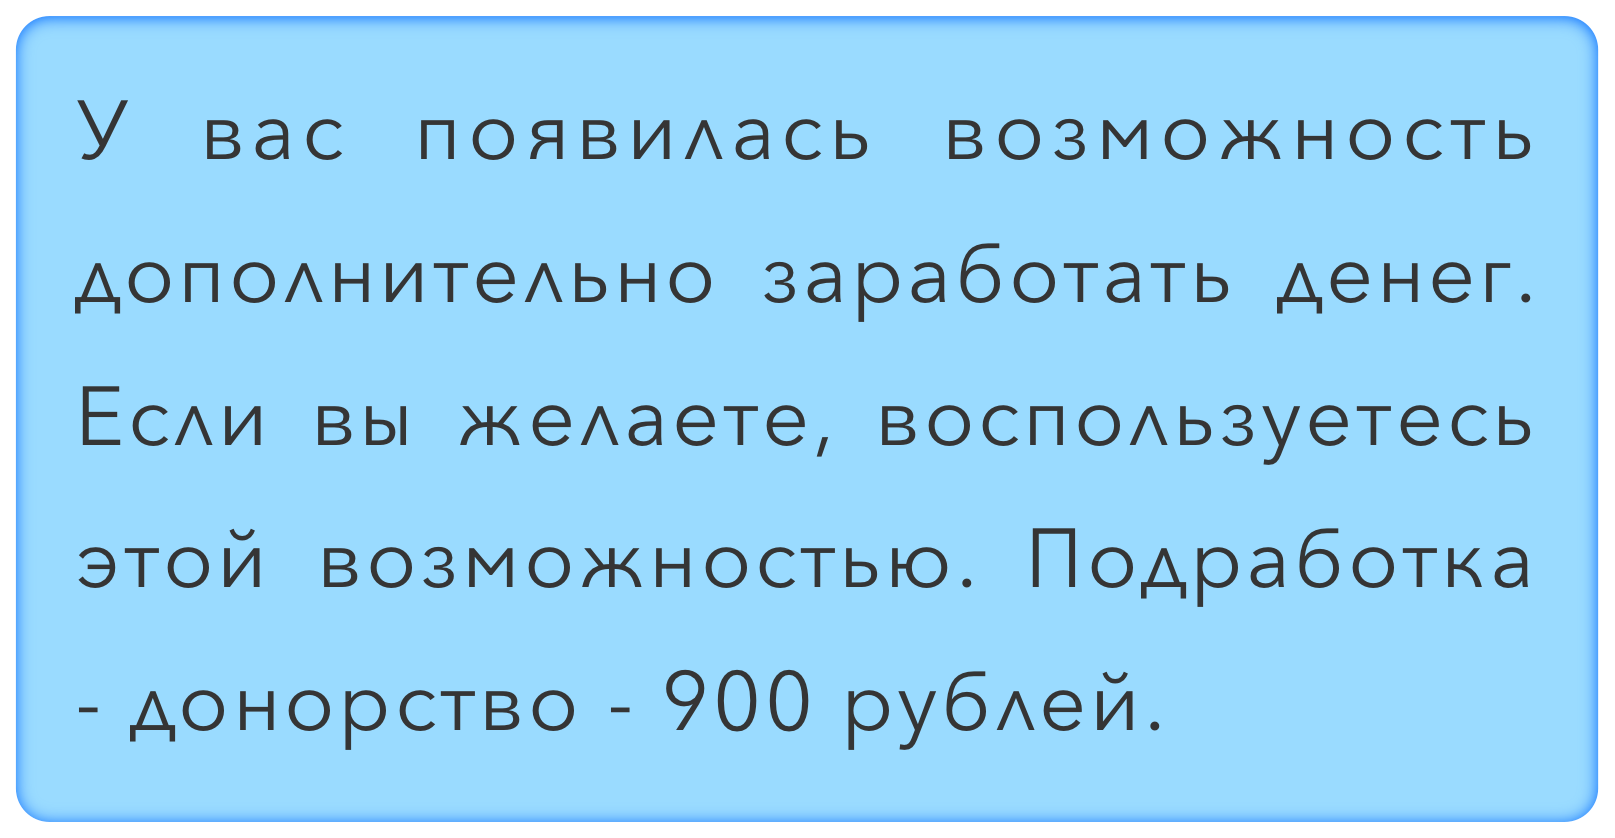 У вас появилась возможность
дополнительно заработать денег.
Если вы желаете, воспользуетесь
этой возможностью. Подработка
- донорство - 900 рублей.